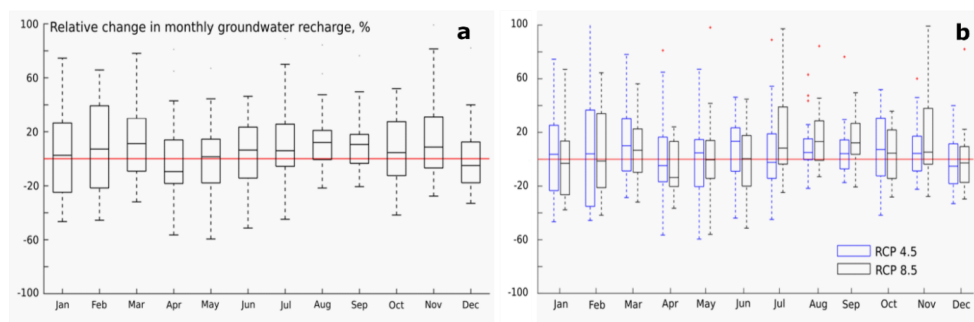 Relative change in monthly groundwater recharge, %
a
100
60
20
-20
-60
-100
Jan Feb Mar Apr May Jun Jul Aug Sep Oct Nov Dec
b
100
60
20
-20
-60
-100
RCP 4.5
RCP 8.5
Jan Feb Mar Apr May Jun Jul Aug Sep Oct Nov Dec